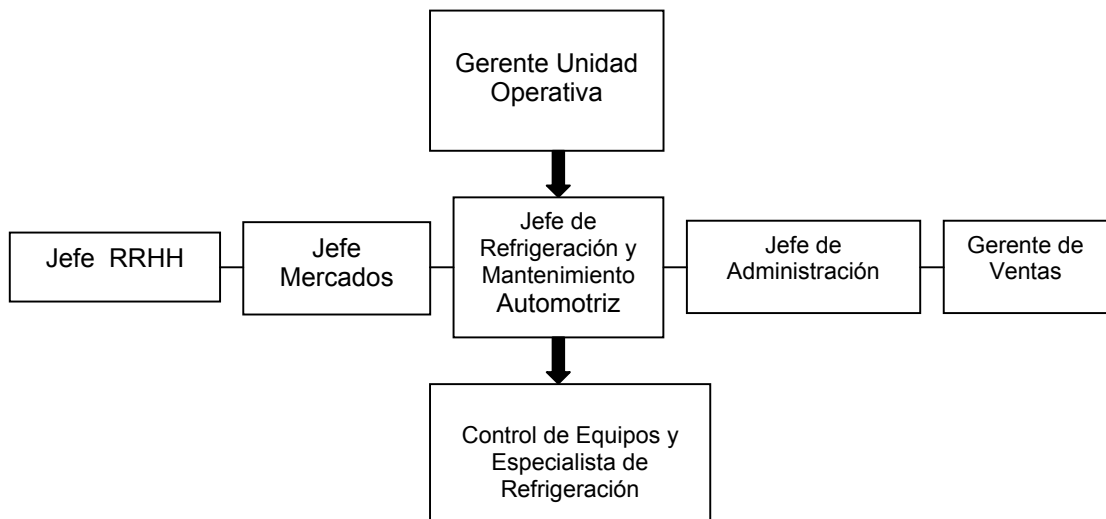 Gerente Unidad
Operativa
Jefe RRHH
Jefe
Mercados
Jefe de
Refrigeración y
Mantenimiento
Automotriz
Jefe de
Administración
Gerente de
Ventas
Control de Equipos y
Especialista de
Refrigeración